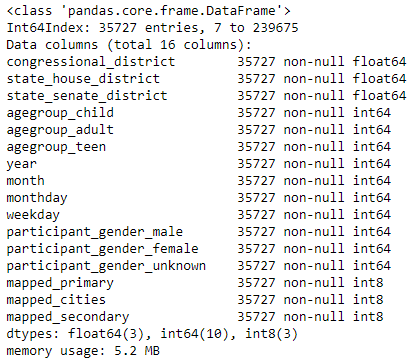 <class 'pandas.core.frame.DataFrame'>
Int64Index: 35727 entries, 7 to 239675
Data columns (total 16 columns):
congressional_district 35727 non-null float64
state_house_district 35727 non-null float64
state_senate_district 35727 non-null float64
agegroup_child 35727 non-null int64
agegroup_adult 35727 non-null int64
agegroup_teen 35727 non-null int64
year 35727 non-null int64
month 35727 non-null int64
monthday 35727 non-null int64
weekday 35727 non-null int64
participant_gender_male 35727 non-null int64
participant_gender_female 35727 non-null int64
participant_gender_unknown 35727 non-null int64
mapped_primary 35727 non-null int8
mapped_cities 35727 non-null int8
mapped_secondary 35727 non-null int8
dtypes: float64(3), int64(10), int8(3)
memory usage: 5.2 MB